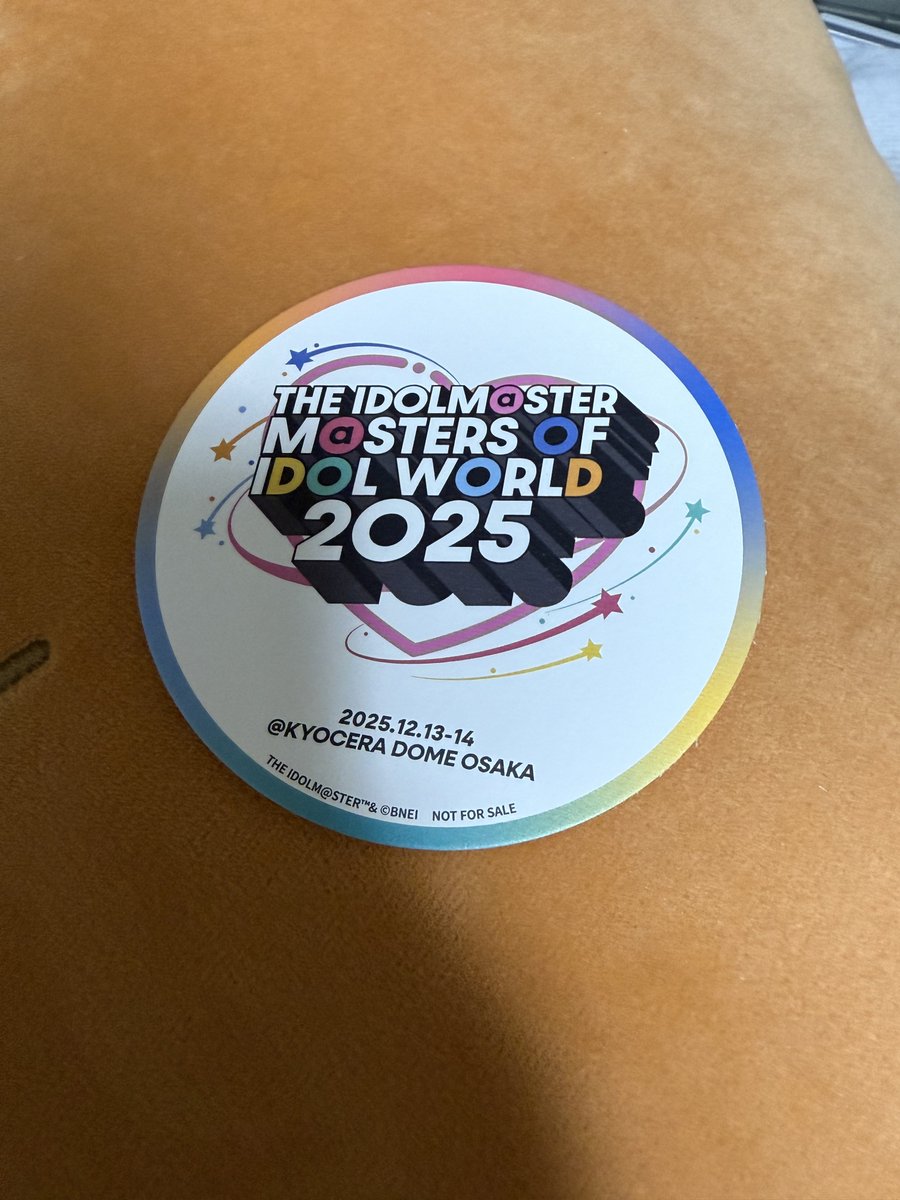 THE IDOLM@STER
M@STERS OF
IDOL WORLD
2025
2025.12.13-14
@KYOCERA DOME OSAKA
THE IDOLM@STER™& ©BNEI NOT FOR SALE